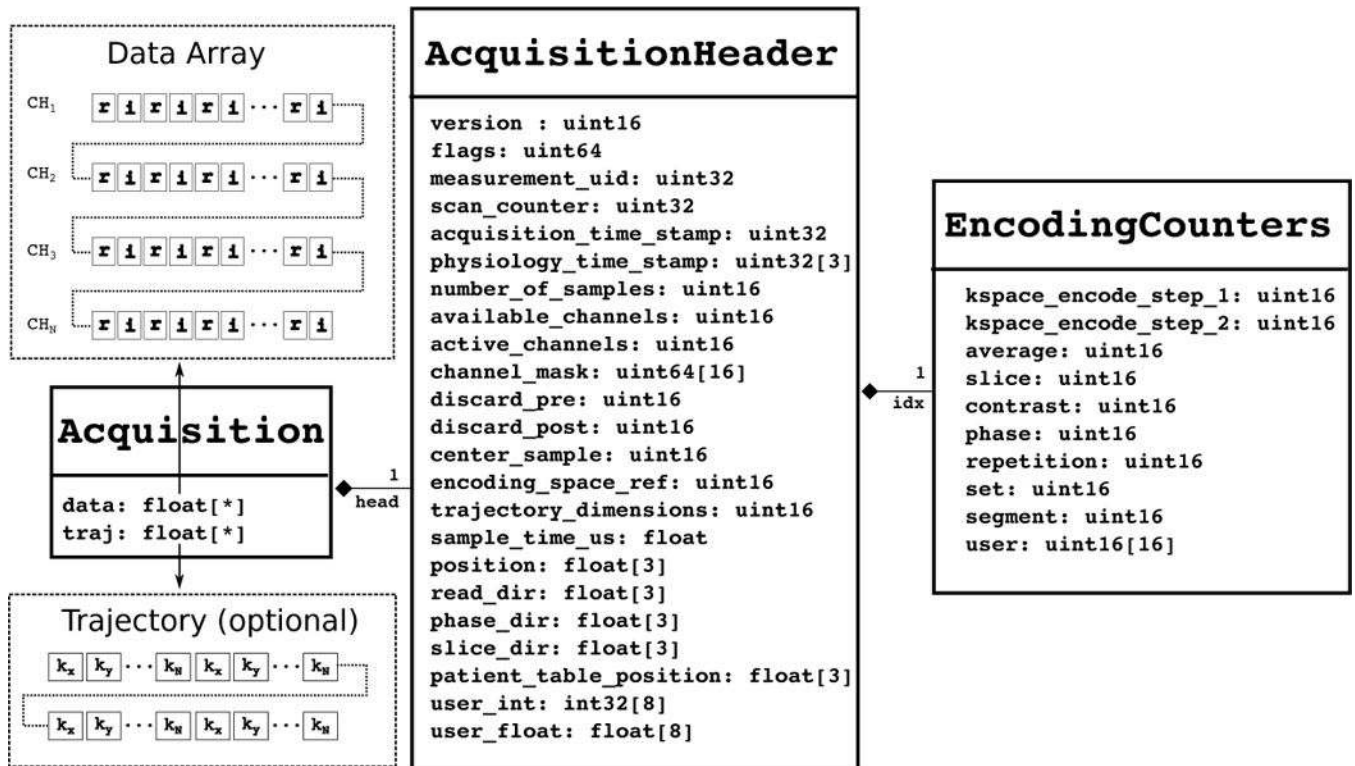 Data Array
CH1 r i r i r i ··· r i
CH2 r i r i r i ··· r i
CH3 r i r i r i ··· r i
CHN r i r i r i ··· r i
Acquisition
data: float[*]
traj: float[*]
Trajectory (optional)
kx ky ··· kN kx ky ··· kN
kx ky ··· kN kx ky ··· kN
1
head
AcquisitionHeader
version : uint16
flags: uint64
measurement_uid: uint32
scan_counter: uint32
acquisition_time_stamp: uint32
physiology_time_stamp: uint32[3]
number_of_samples: uint16
available_channels: uint16
active_channels: uint16
channel_mask: uint64[16]
discard_pre: uint16
discard_post: uint16
center_sample: uint16
encoding_space_ref: uint16
trajectory_dimensions: uint16
sample_time_us: float
position: float[3]
read_dir: float[3]
phase_dir: float[3]
slice_dir: float[3]
patient_table_position: float[3]
user_int: int32[8]
user_float: float[8]
1
idx
EncodingCounters
kspace_encode_step_1: uint16
kspace_encode_step_2: uint16
average: uint16
slice: uint16
contrast: uint16
phase: uint16
repetition: uint16
set: uint16
segment: uint16
user: uint16[16]